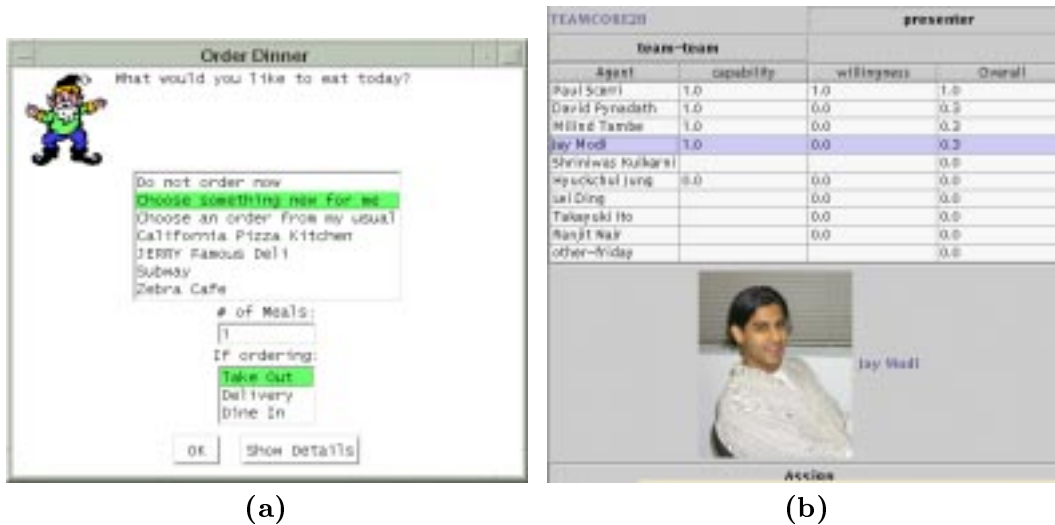 Order Dinner
What would you like to eat today?
Do not order now
Choose something new for me
Choose an order from my usual
California Pizza Kitchen
JERRY Famous Deli
Subway
Zebra Cafe
# of Meals:
1
If ordering:
Take Out
Delivery
Dine In
OK Show Details
(a)
TEAMCORE2II presenter
team-team
Agent capability willingness Overall
Paul Scerri 1.0 1.0 1.0
David Pynadath 1.0 0.0 0.3
Milind Tambe 1.0 0.0 0.3
Jay Modi 1.0 0.0 0.3
Shriniwas Kulkarni 0.0
Hyuckchul Jung 0.0 0.0 0.0
Lei Ding 0.0 0.0
Takayuki Ito 0.0 0.0
Ranjit Nair 0.0 0.0
other-friday 0.0
Jay Modi
Assign
(b)